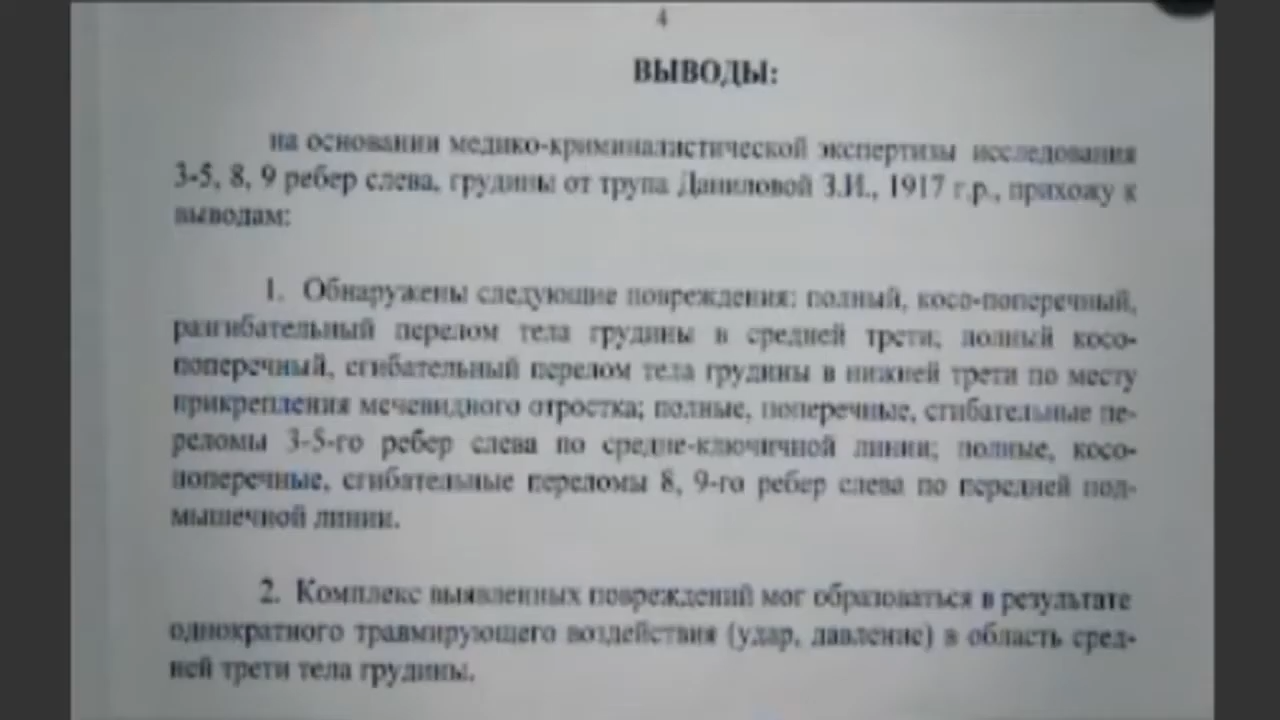 4
ВЫВОДЫ:
на основании медико-криминалистической экспертизы исследования
3-5, 8, 9 ребер слева, грудины от трупа Даниловой З.И., 1917 г.р., прихожу к
выводам:
1. Обнаружены следующие повреждения: полный, косо-поперечный,
разгибательный перелом тела грудины в средней трети; полный косо-
поперечный, сгибательный перелом тела грудины в нижней трети по месту
прикрепления мечевидного отростка; полные, поперечные, сгибательные пе-
реломы 3-5-го ребер слева по средне-ключичной линии; полные, косо-
поперечные, сгибательные переломы 8, 9-го ребер слева по передней под-
мышечной линии.
2. Комплекс выявленных повреждений мог образоваться в результате
однократного травмирующего воздействия (удар, давление) в область сред-
ней трети тела грудины.